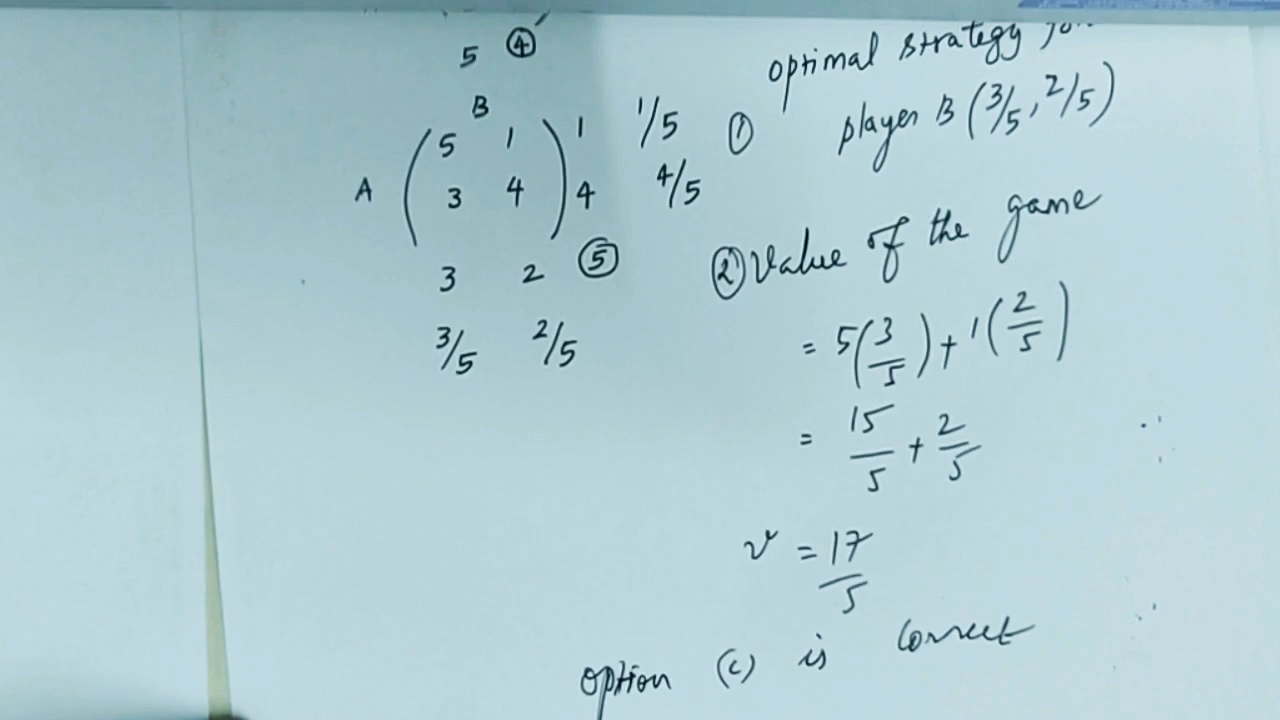 5 ④
B
A ( 5 1 ) 1 1/5
3 4 4 4/5
3 2 ⑤
3/5 2/5
optimal strategy
① player B (3/5, 2/5)
② Value of the game
= 5(3/5) + 1(2/5)
= 15/5 + 2/5
v = 17/5
option (c) is correct